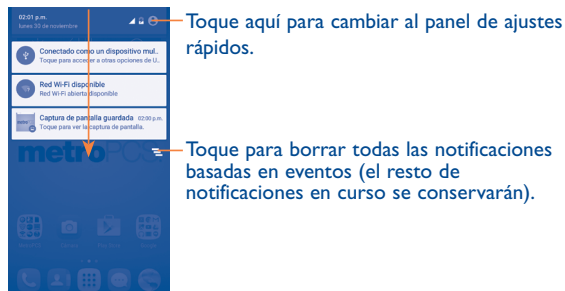 02:01 p.m.
lunes 30 de noviembre
Toque aquí para cambiar al panel de ajustes
rápidos.
Conectado como un dispositivo mul..
Toque para acceder a otras opciones de U..
Red Wi-Fi disponible
Red Wi-Fi abierta disponible
Captura de pantalla guardada 02:00 p.m.
Toque para ver la captura de pantalla.
metroPCS
Toque para borrar todas las notificaciones
basadas en eventos (el resto de
notificaciones en curso se conservarán).